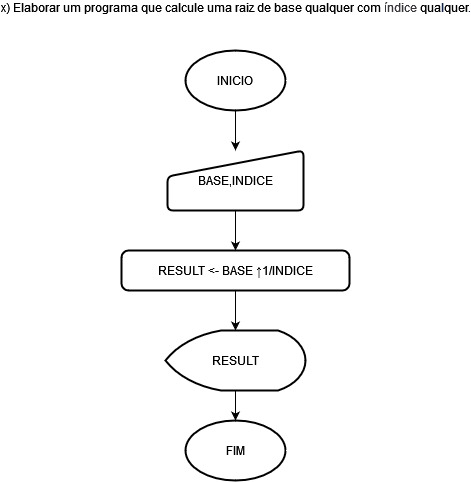 x) Elaborar um programa que calcule uma raiz de base qualquer com índice qualquer.
INICIO
BASE,INDICE
RESULT <- BASE ↑1/INDICE
RESULT
FIM